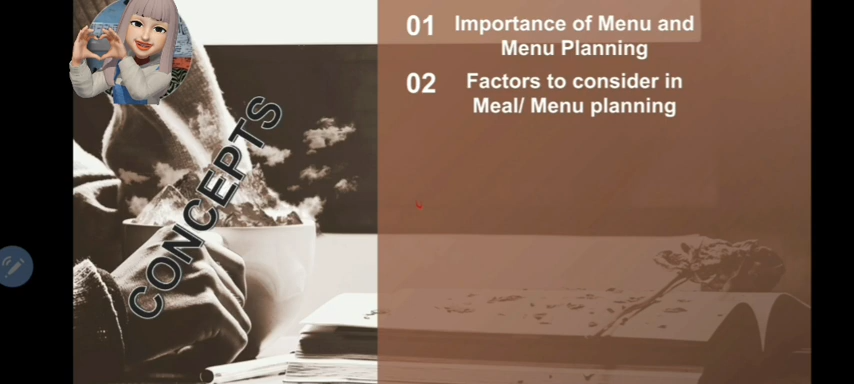 01 Importance of Menu and
Menu Planning
02 Factors to consider in
Meal/ Menu planning
CONCEPTS